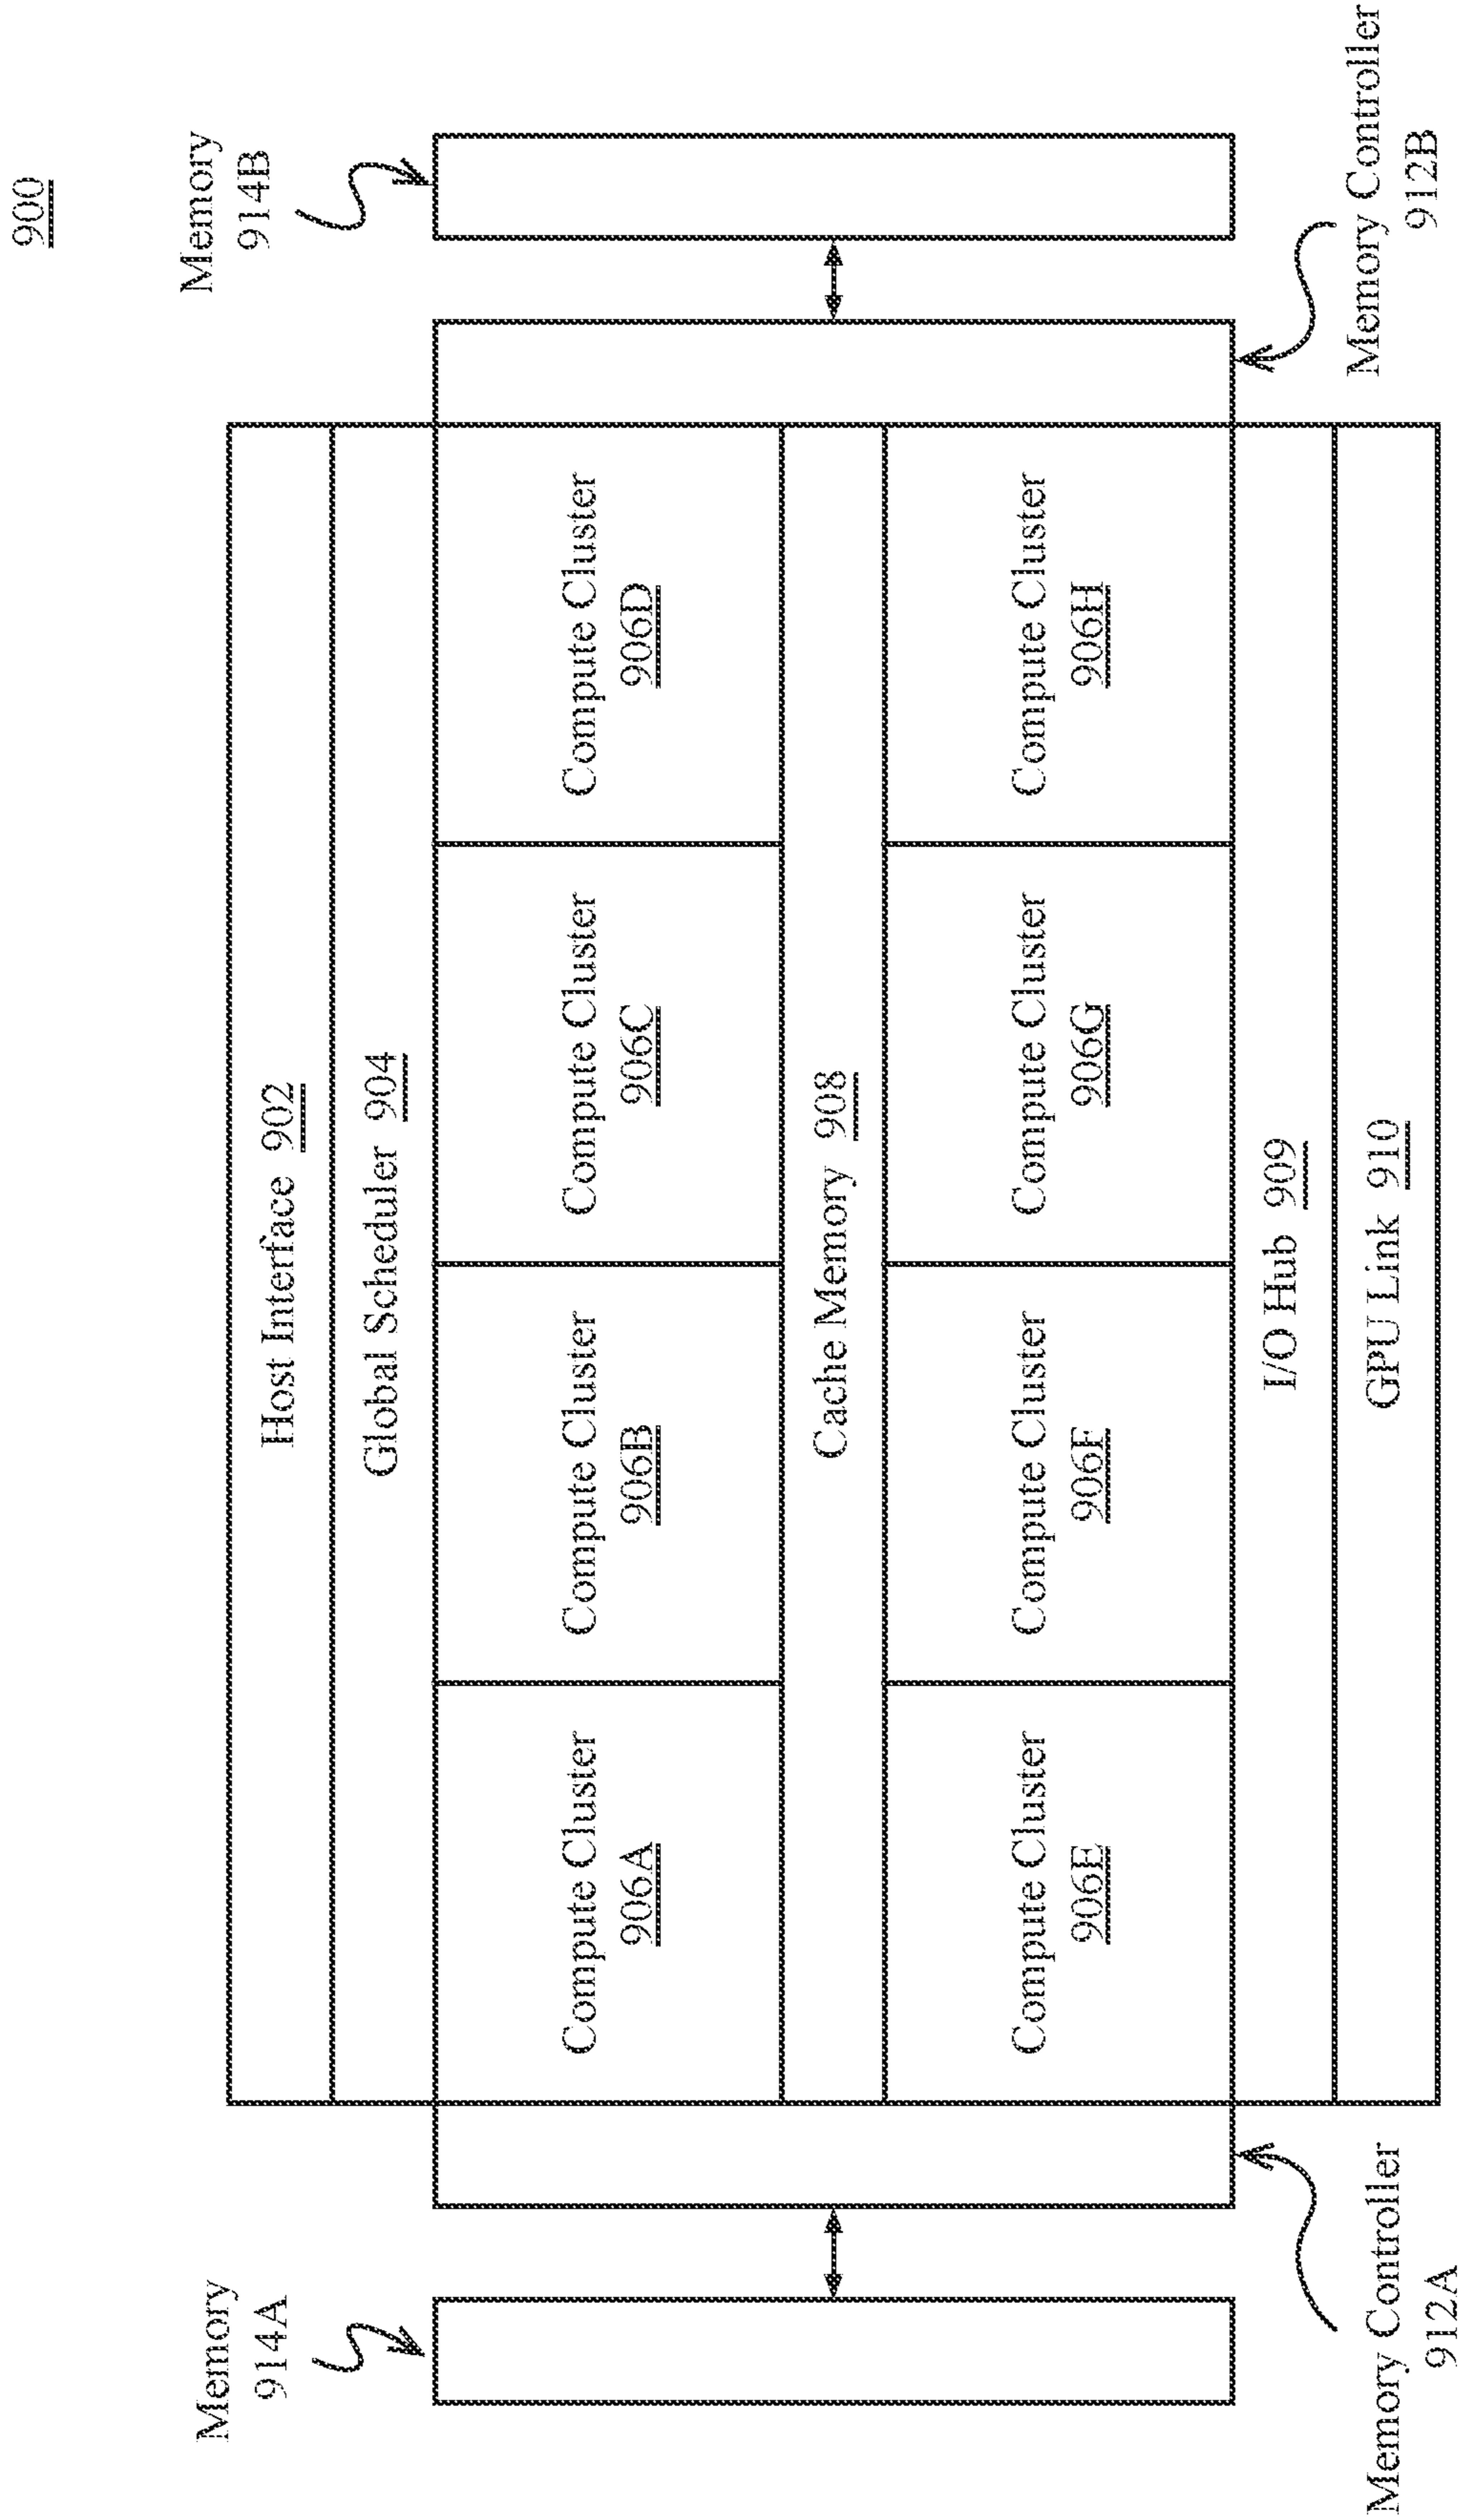 900
Memory
914A
Memory
914B
Host Interface 902
Global Scheduler 904
Compute Cluster
906A
Compute Cluster
906B
Compute Cluster
906C
Compute Cluster
906D
Cache Memory 908
Compute Cluster
906E
Compute Cluster
906F
Compute Cluster
906G
Compute Cluster
906H
I/O Hub 909
GPU Link 910
Memory Controller
912A
Memory Controller
912B